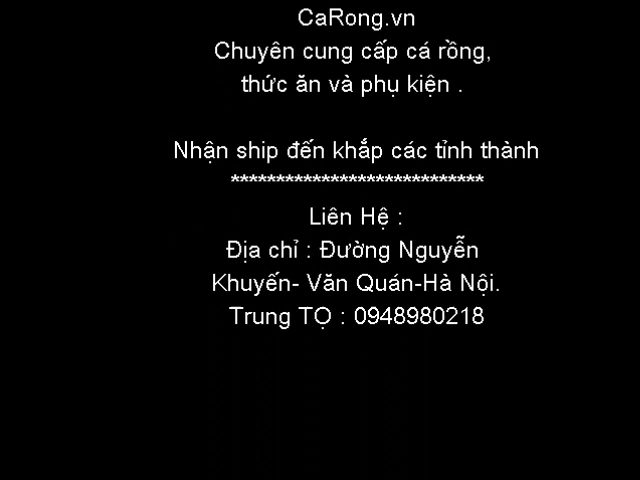 CaRong.vn
Chuyên cung cấp cá rồng,
thức ăn và phụ kiện .
Nhận ship đến khắp các tỉnh thành
****************************
Liên Hệ :
Địa chỉ : Đường Nguyễn
Khuyến- Văn Quán-Hà Nội.
Trung TỌ : 0948980218